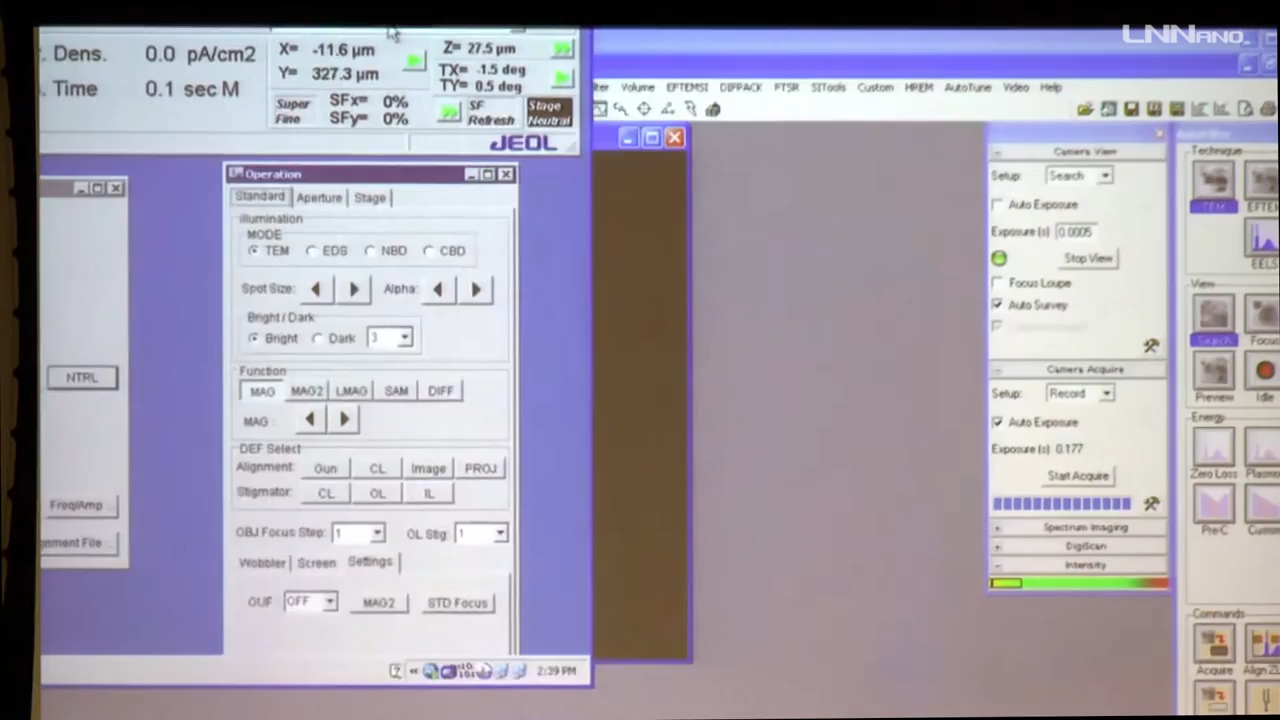 LNNANO
Dens. 0.0 pA/cm2
Time 0.1 sec M
X= -11.6 µm
Y= 327.3 µm
Z= 27.5 µm
TX= -1.5 deg
TY= 0.5 deg
Super Fine
SFx= 0%
SFy= 0%
SF Refresh
Stage Neutral
JEOL
Volume EFTEMSI DIFPACK FTSR SITools Custom HREM AutoTune Video Help
NTRL
Freq/Amp
Operation
Standard Aperture Stage
Illumination
MODE
TEM EDS NBD CBD
Spot Size: Alpha:
Bright / Dark
Bright Dark 3
Function
MAG MAG2 LMAG SAM DIFF
MAG :
DEF Select
Alignment: Gun CL Image PROJ
Stigmator: CL OL IL
OBJ Focus Step: 1 OL Stig: 1
Wobbler Screen Settings
OUF OFF MAG2 STD Focus
2:39 PM
Camera View
Setup: Search
Auto Exposure
Exposure (s) 0.0005
Stop View
Focus Loupe
Auto Survey
Camera Acquire
Setup: Record
Auto Exposure
Exposure (s) 0.177
Start Acquire
Spectrum Imaging
DigiScan
Intensity
Technique
TEM
EELS
View
Search Focus
Preview Idle
Energy
Zero Loss
Pre-C
Commands
Acquire